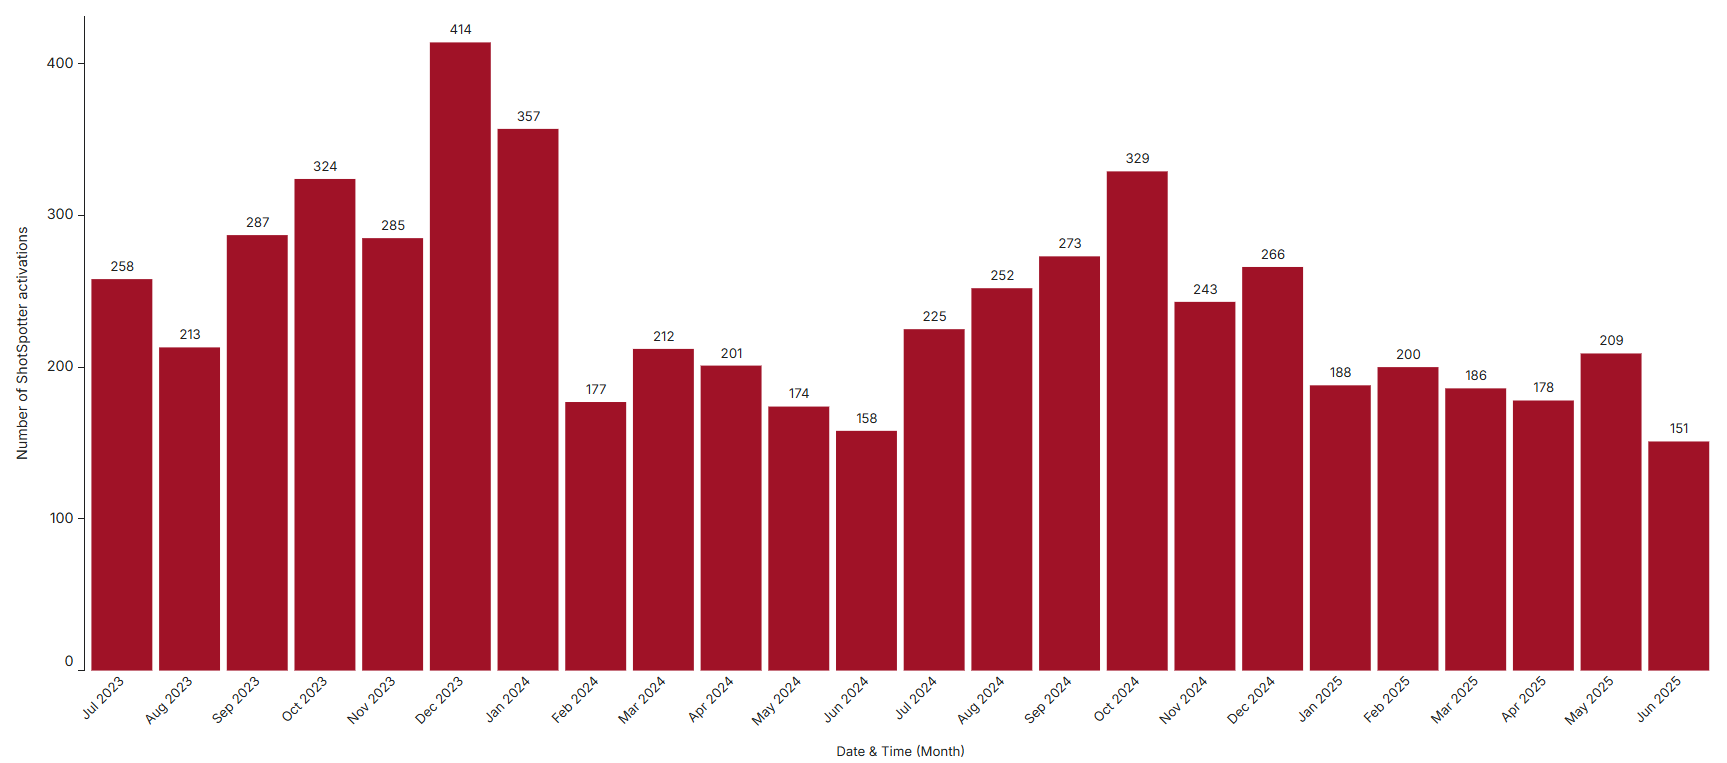 Number of ShotSpotter activations
400
300
200
100
0
258
213
287
324
285
414
357
177
212
201
174
158
225
252
273
329
243
266
188
200
186
178
209
151
Jul 2023
Aug 2023
Sep 2023
Oct 2023
Nov 2023
Dec 2023
Jan 2024
Feb 2024
Mar 2024
Apr 2024
May 2024
Jun 2024
Jul 2024
Aug 2024
Sep 2024
Oct 2024
Nov 2024
Dec 2024
Jan 2025
Feb 2025
Mar 2025
Apr 2025
May 2025
Jun 2025
Date & Time (Month)